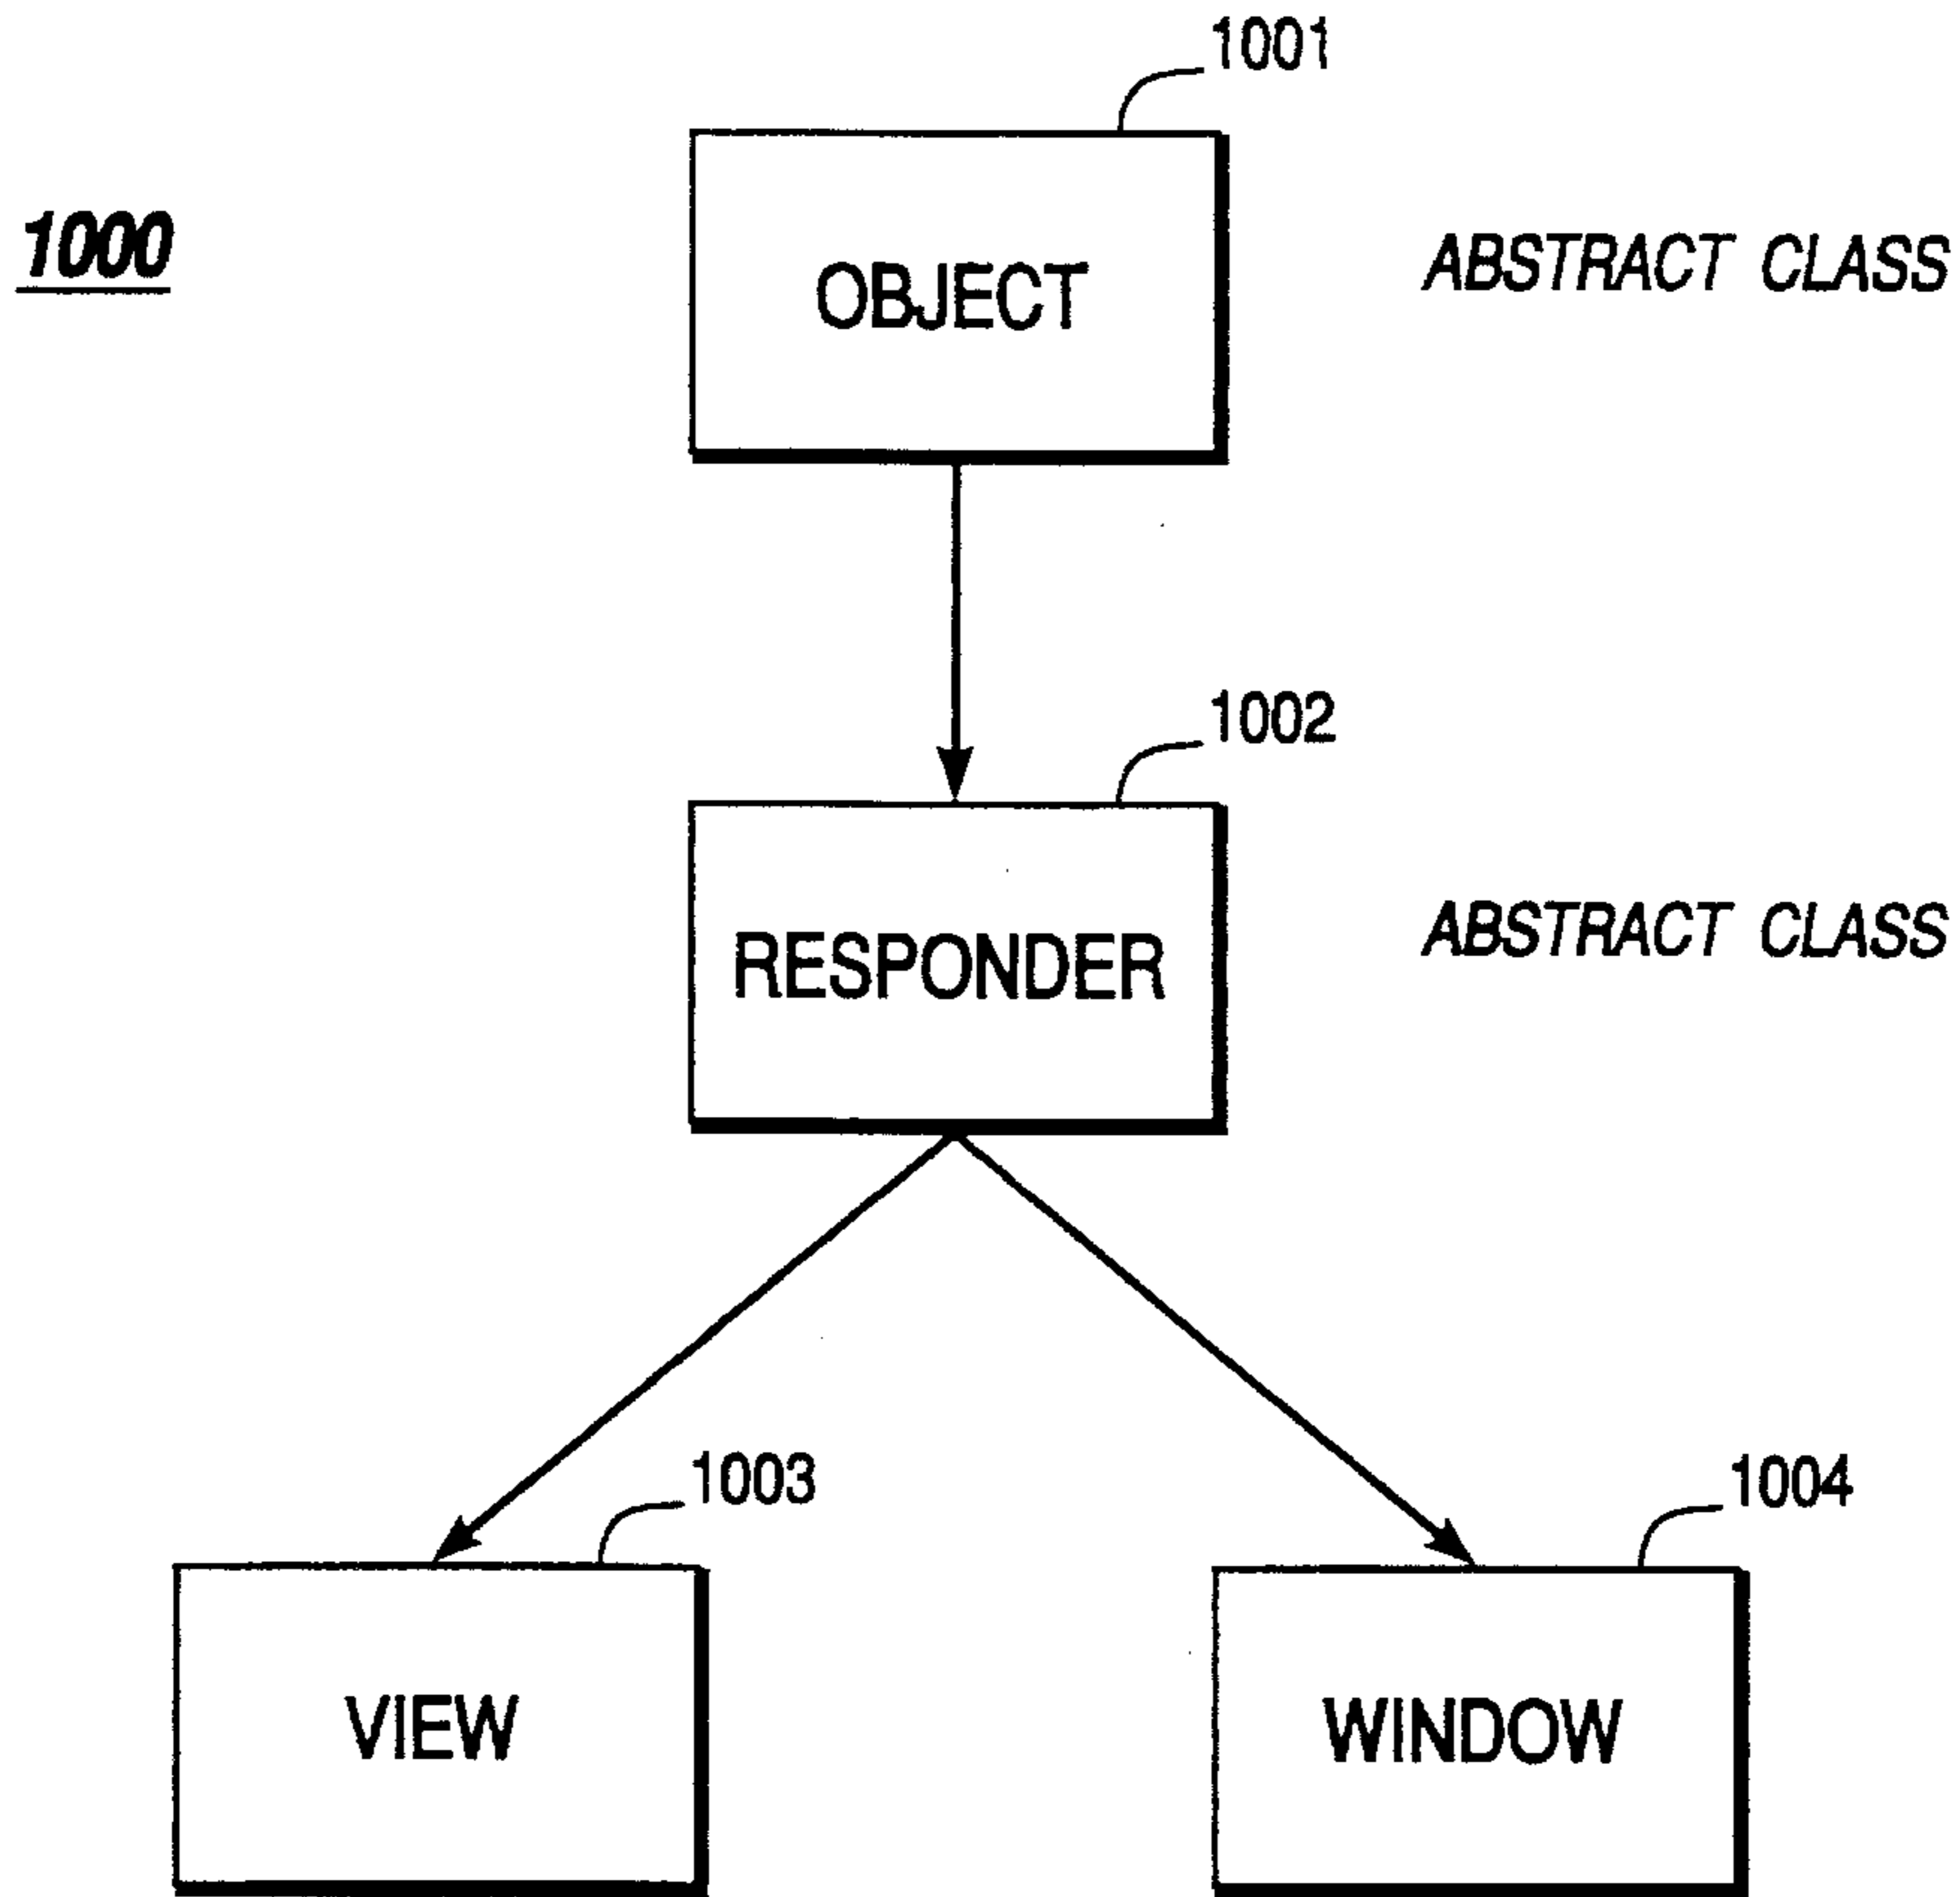 1001
1000
OBJECT
ABSTRACT CLASS
1002
RESPONDER
ABSTRACT CLASS
1003
1004
VIEW
WINDOW